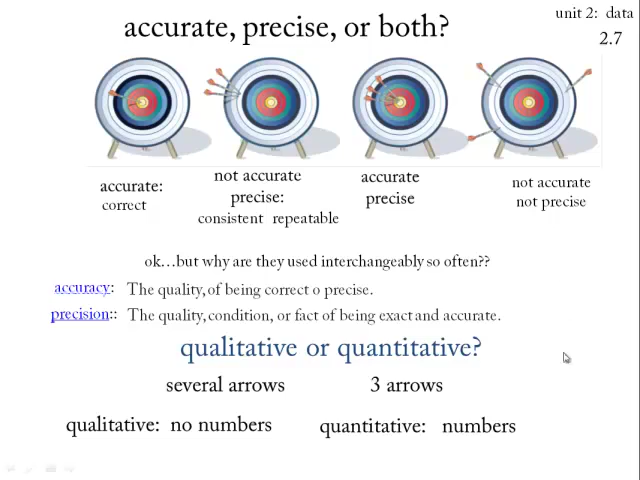 unit 2: data
accurate, precise, or both?
2.7
accurate:
correct
not accurate
precise:
consistent repeatable
accurate
precise
not accurate
not precise
ok...but why are they used interchangeably so often??
accuracy: The quality, of being correct o precise.
precision:: The quality, condition, or fact of being exact and accurate.
qualitative or quantitative?
several arrows 3 arrows
qualitative: no numbers quantitative: numbers